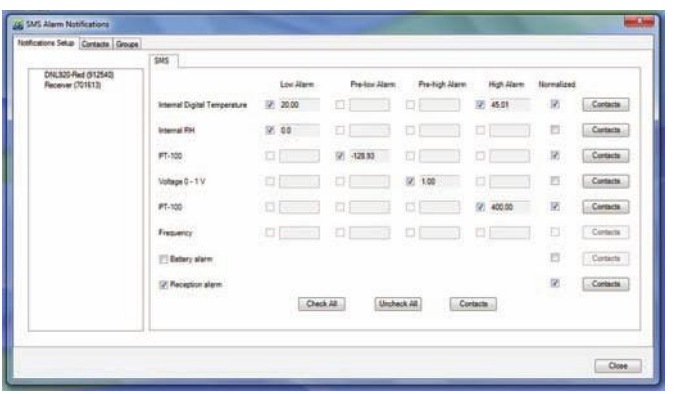 SMS Alarm Notifications
Notifications Setup Contacts Groups
SMS
DNL920-Red (912540)
Receiver (701613)
Low Alarm Pre-low Alarm Pre-high Alarm High Alarm Normalized
Internal Digital Temperature 20.00 45.01 Contacts
Internal RH 0.0 Contacts
PT-100 -128.93 Contacts
Voltage 0 - 1 V 1.00 Contacts
PT-100 400.00 Contacts
Frequency Contacts
Battery alarm Contacts
Reception alarm Contacts
Check All Uncheck All Contacts
Close